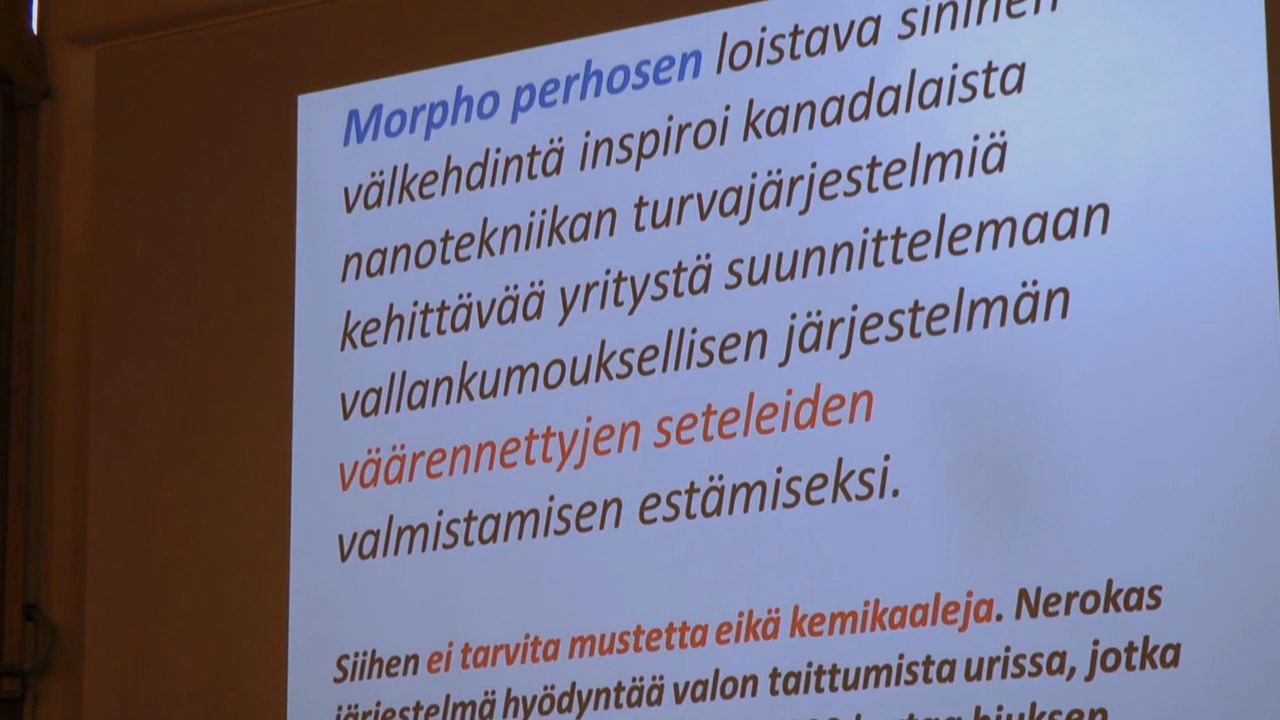 Morpho perhosen loistava sininen
välkehdintä inspiroi kanadalaista
nanotekniikan turvajärjestelmiä
kehittävää yritystä suunnittelemaan
vallankumouksellisen järjestelmän
väärennettyjen seteleiden
valmistamisen estämiseksi.
Siihen ei tarvita mustetta eikä kemikaaleja. Nerokas
järjestelmä hyödyntää valon taittumista urissa, jotka
hiuksen